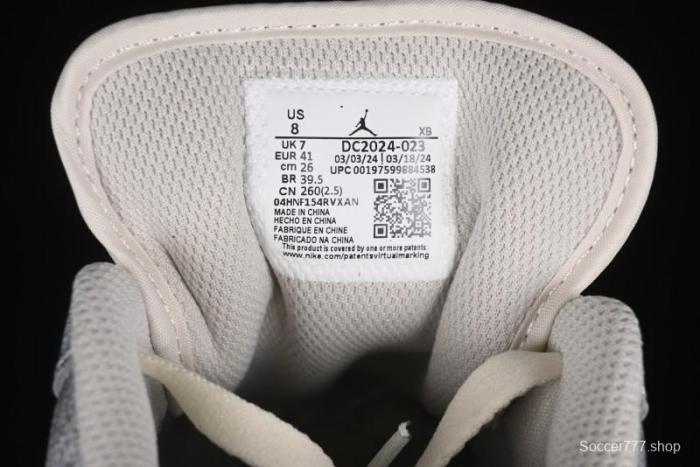 US
8
XB
UK 7
DC2024-023
EUR 41
03/03/24 | 03/18/24
cm 26
UPC 00197599884538
BR 39.5
CN 260(2.5)
04HNF154RVXAN
MADE IN CHINA
HECHO EN CHINA
FABRIQUE EN CHINE
FABRICADO NA CHINA
This product is covered by one or more patents:
www.nike.com/patentsvirtualmarking
Soccer777.shop